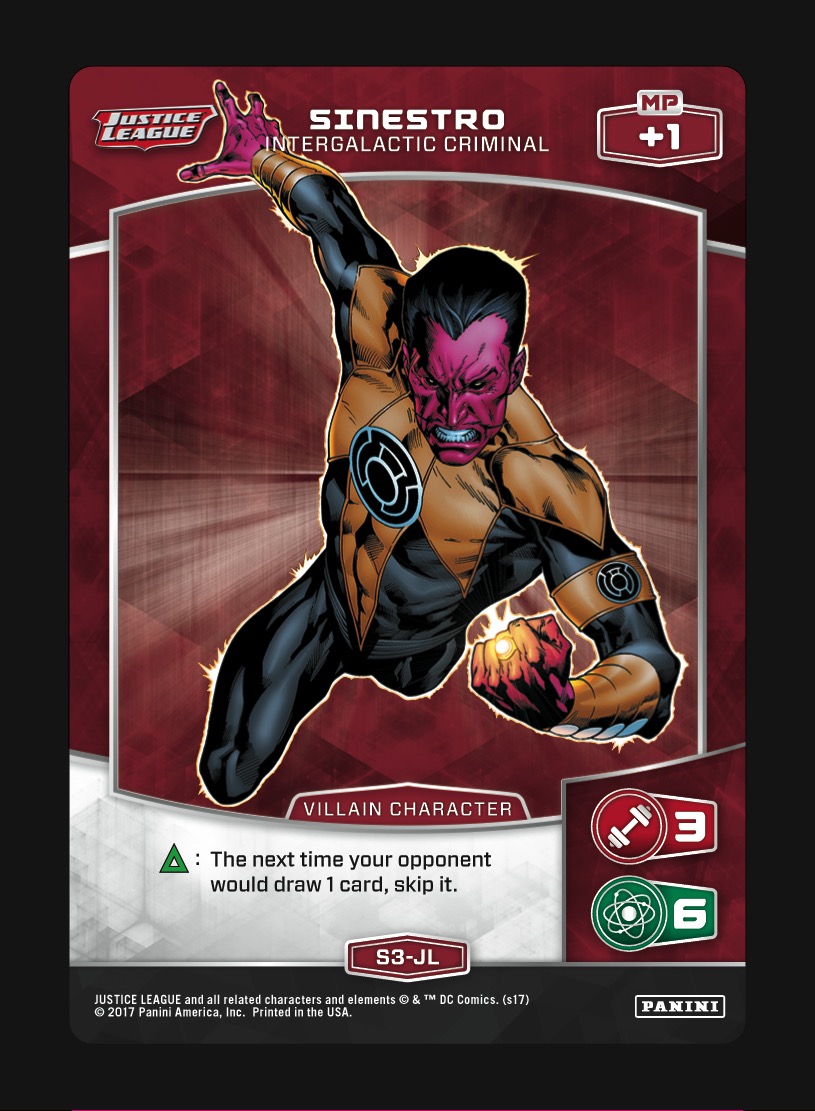 JUSTICE
LEAGUE
SINESTRO
INTERGALACTIC CRIMINAL
MP
+1
VILLAIN CHARACTER
: The next time your opponent
would draw 1 card, skip it.
3
6
S3-JL
JUSTICE LEAGUE and all related characters and elements © & ™ DC Comics. (s17)
© 2017 Panini America, Inc. Printed in the USA.
PANINI